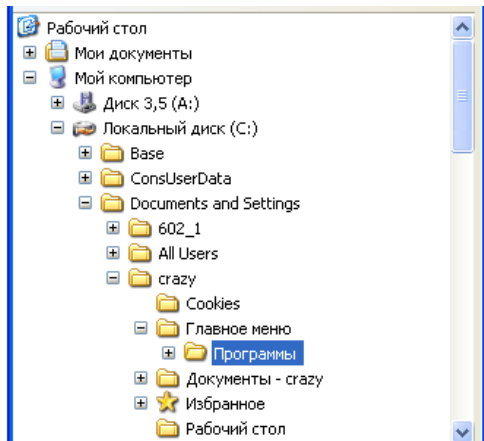 Рабочий стол
Мои документы
Мой компьютер
Диск 3,5 (A:)
Локальный диск (C:)
Base
ConsUserData
Documents and Settings
602_1
All Users
crazy
Cookies
Главное меню
Программы
Документы - crazy
Избранное
Рабочий стол